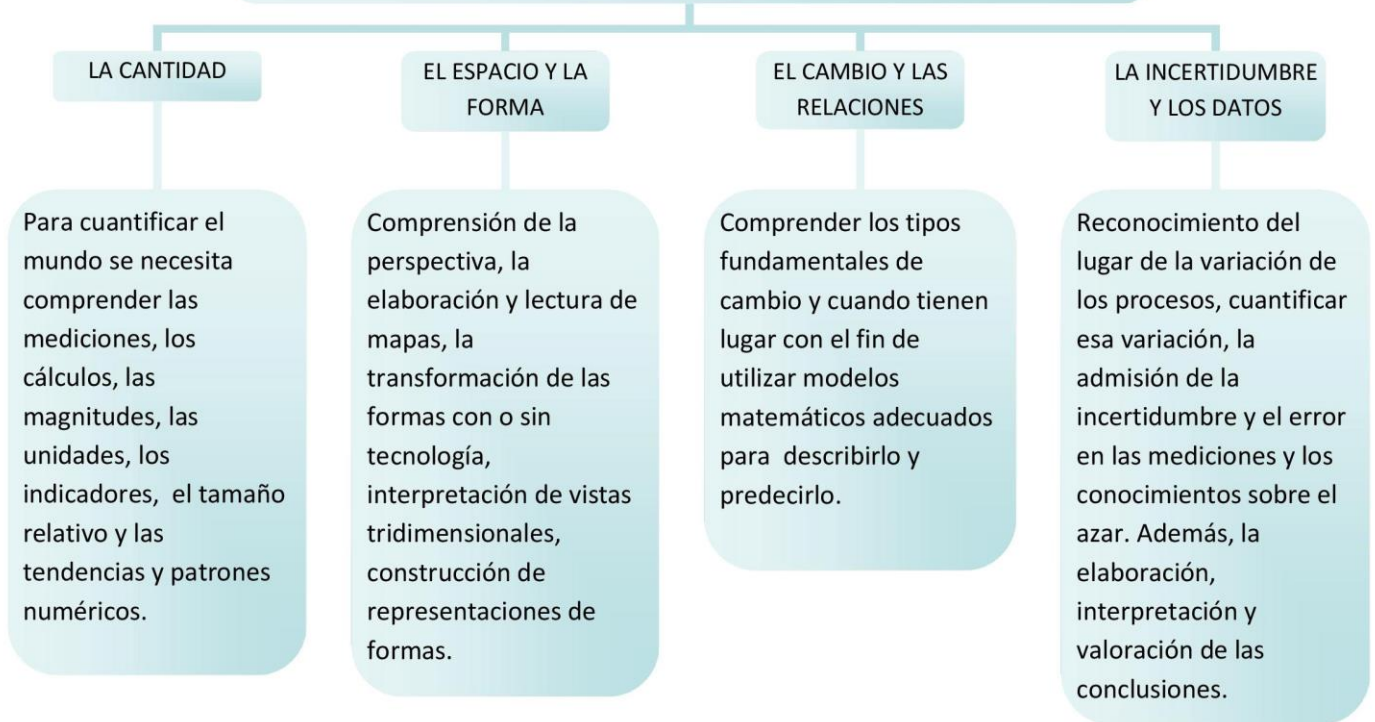 LA CANTIDAD
Para cuantificar el
mundo se necesita
comprender las
mediciones, los
cálculos, las
magnitudes, las
unidades, los
indicadores,  el tamaño
relativo y las
tendencias y patrones
numéricos.
EL ESPACIO Y LA
FORMA
Comprensión de la
perspectiva, la
elaboración y lectura de
mapas, la
transformación de las
formas con o sin
tecnología,
interpretación de vistas
tridimensionales,
construcción de
representaciones de
formas.
EL CAMBIO Y LAS
RELACIONES
Comprender los tipos
fundamentales de
cambio y cuando tienen
lugar con el fin de
utilizar modelos
matemáticos adecuados
para  describirlo y
predecirlo.
LA INCERTIDUMBRE
Y LOS DATOS
Reconocimiento del
lugar de la variación de
los procesos, cuantificar
esa variación, la
admisión de la
incertidumbre y el error
en las mediciones y los
conocimientos sobre el
azar. Además, la
elaboración,
interpretación y
valoración de las
conclusiones.